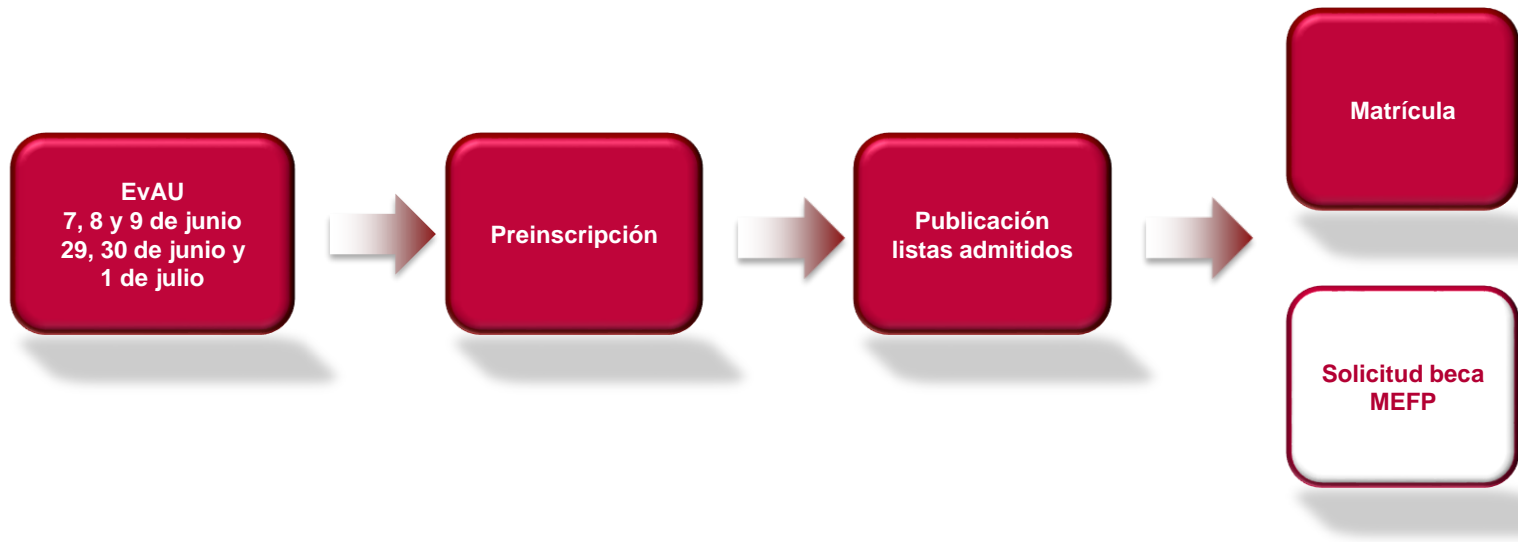 EvAU
7, 8 y 9 de junio
29, 30 de junio y
1 de julio
Preinscripción
Publicación
listas admitidos
Matrícula
Solicitud beca
MEFP